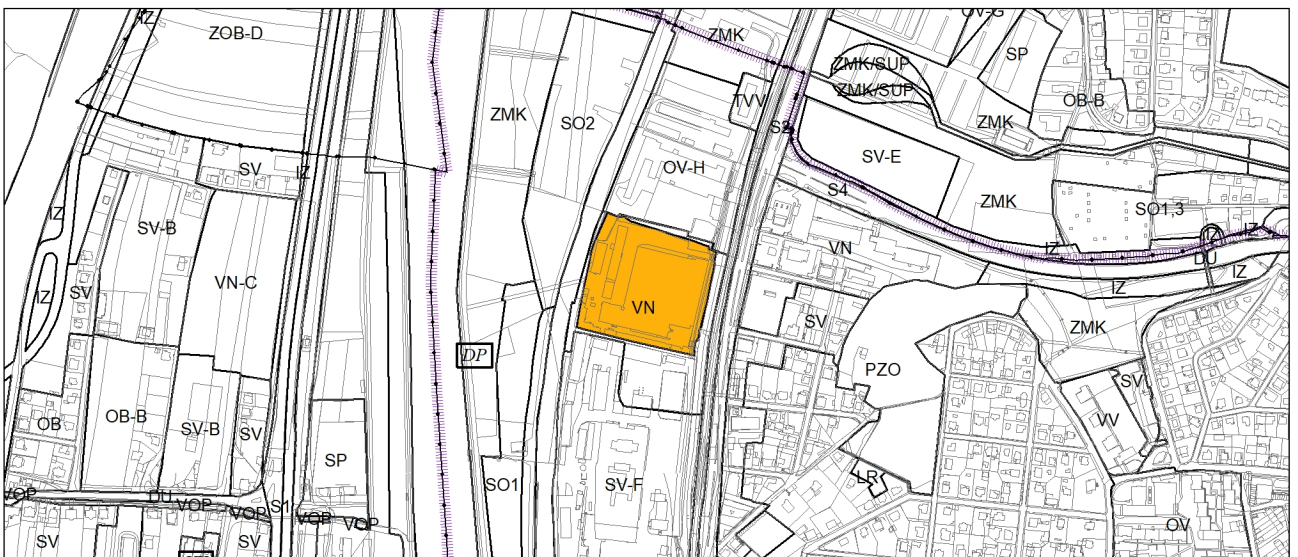 IZ
ZOB-D
ZMK
OV-G
SP
ZMK/SUP
ZMK/SUP
TVV
OB-B
ZMK
SO2
ZMK
S2
SV-E
SV
IZ
OV-H
S4
ZMK
SO1,3
IZ
SV-B
VN
IZ
IZ
IZ
DU
IZ
VN-C
IZ
SV
IZ
VN
SV
ZMK
DP
PZO
SV
OB
OB-B
SV-B
SV
SP
VV
LR
SO1
SV-F
VOP
DU
VOP
VOP
S1
VOP
VOP
OV
SV
SV